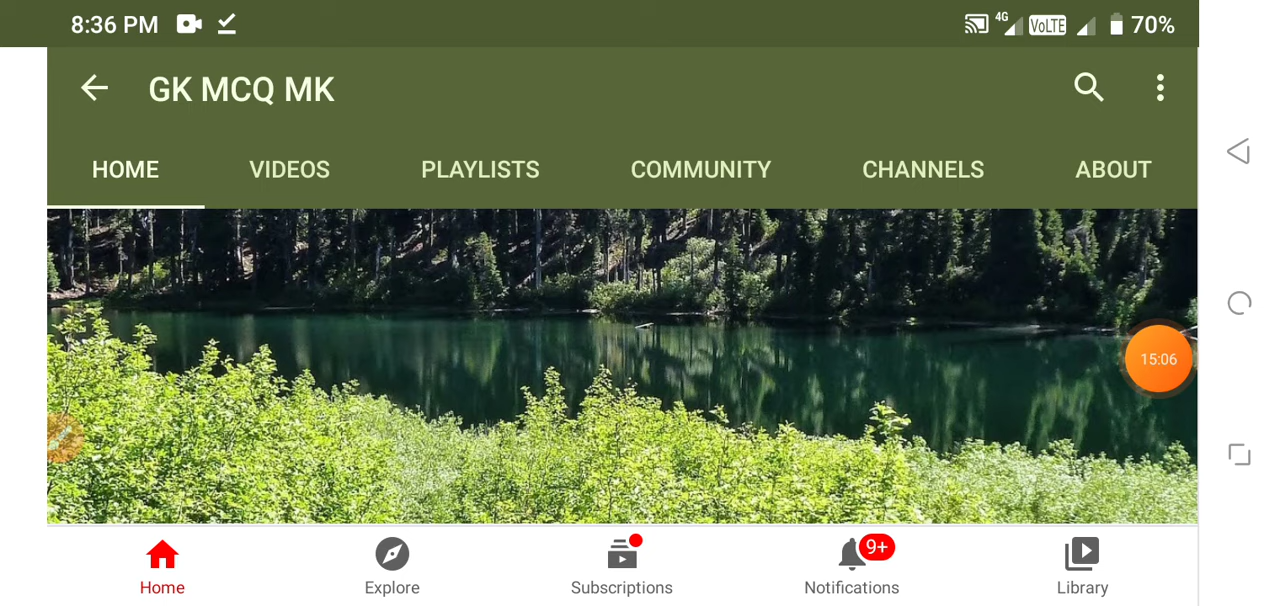 8:36 PM 4G VoLTE 70%
GK MCQ MK
HOME VIDEOS PLAYLISTS COMMUNITY CHANNELS ABOUT
15:06
9+
Home Explore Subscriptions Notifications Library